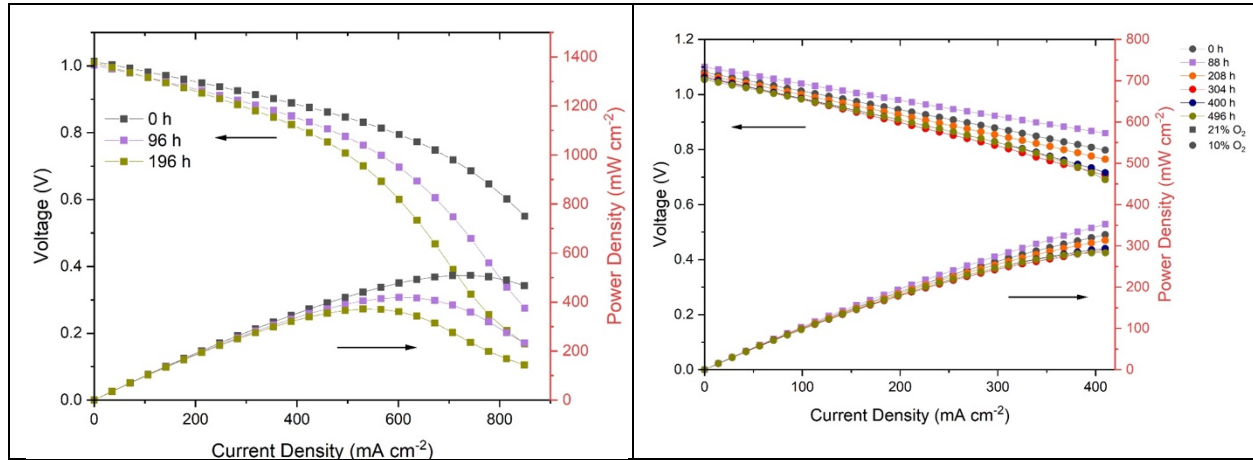 1.0
0.8
0.6
0.4
0.2
0.0
Voltage (V)
0 h
96 h
196 h
1400
1200
1000
800
600
400
200
0
Power Density (mW cm⁻²)
0
200
400
600
800
Current Density (mA cm⁻²)
1.2
1.0
0.8
0.6
0.4
0.2
0.0
Voltage (V)
800
700
600
500
400
300
200
100
0
Power Density (mW cm⁻²)
0 h
88 h
208 h
304 h
400 h
496 h
21% O₂
10% O₂
0
100
200
300
400
Current Density (mA cm⁻²)